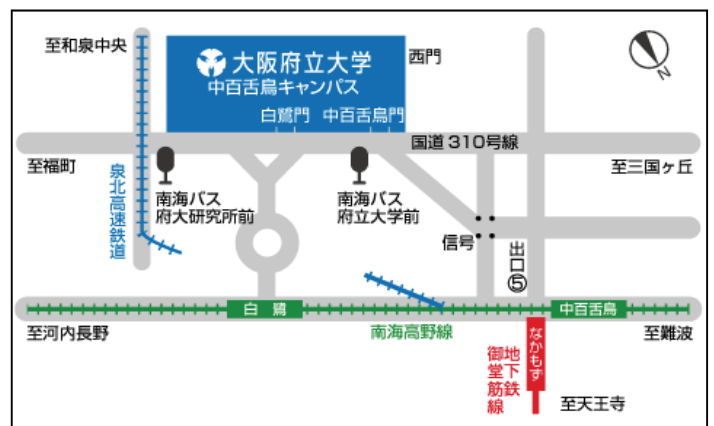 至和泉中央
大阪府立大学
中百舌鳥キャンパス
西門
N
白鷺門 中百舌鳥門
国道310号線
至福町
至三国ヶ丘
泉北高速鉄道
南海バス
府大研究所前
南海バス
府立大学前
信号
出口⑤
白鷺
中百舌鳥
至河内長野
南海高野線
至難波
なかもず
地下鉄
御堂筋線
至天王寺